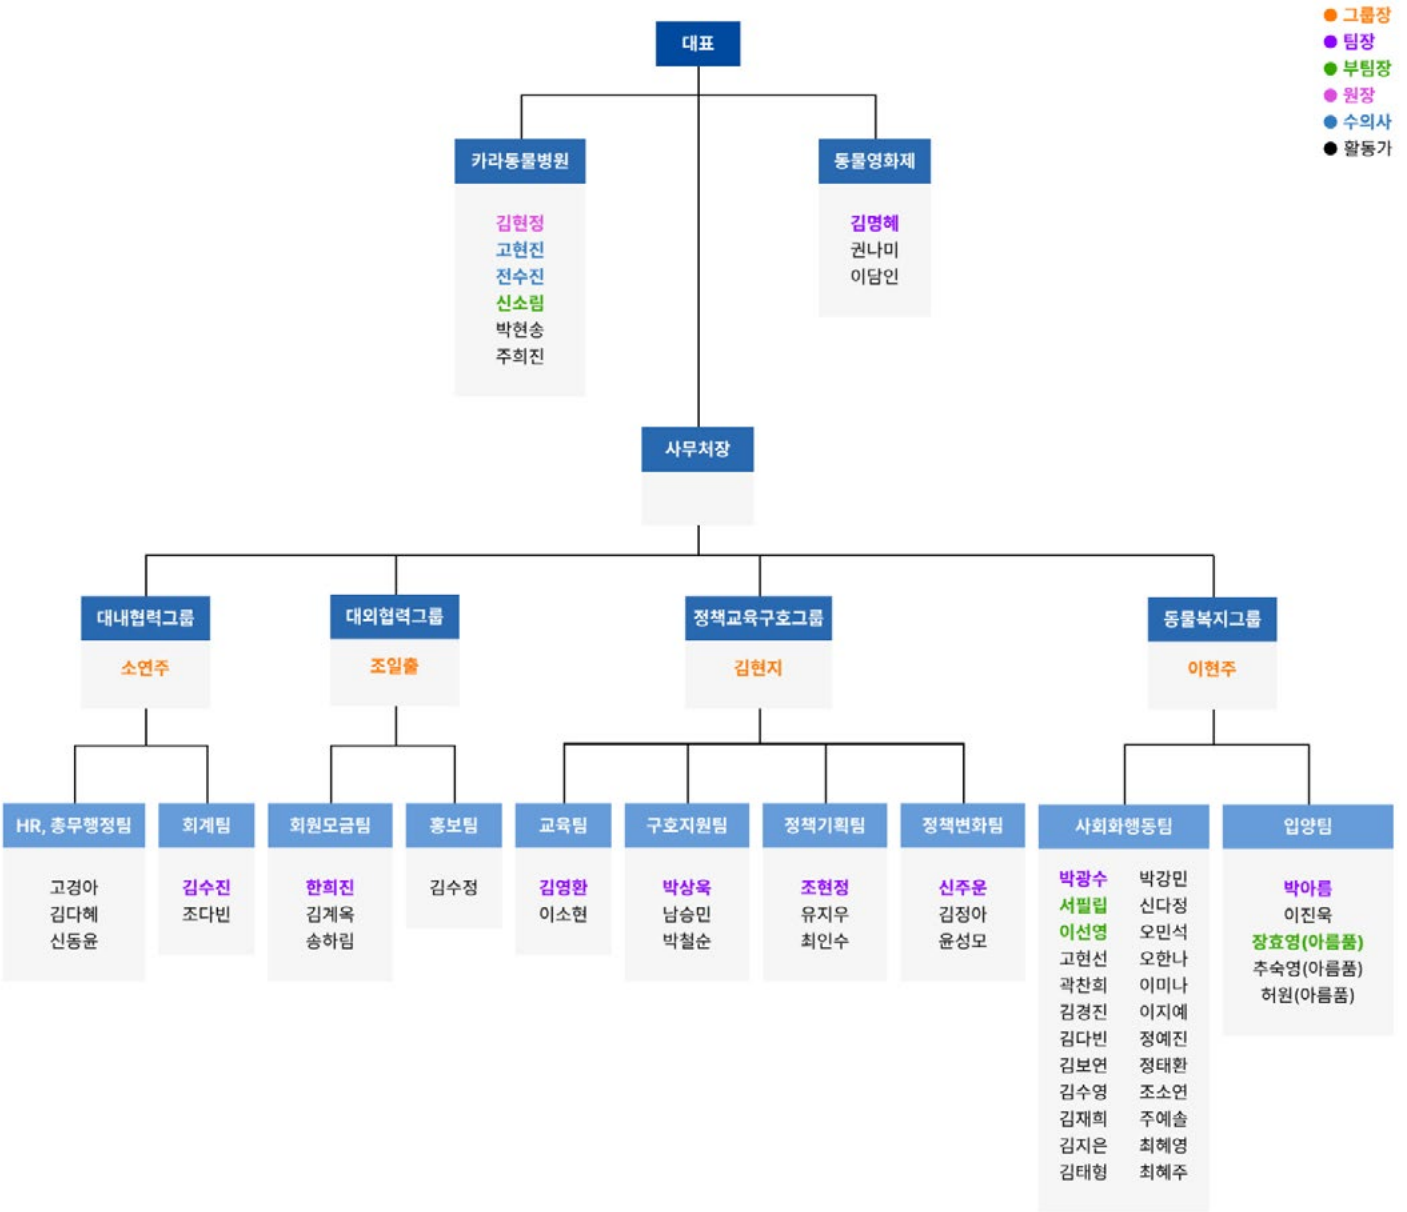 대표
그룹장
팀장
부팀장
원장
수의사
활동가
카라동물병원
김현정
고현진
전수진
신소림
박현송
주희진
동물영화제
김명혜
권나미
이담인
사무처장
대내협력그룹
소연주
대외협력그룹
조일출
정책교육구호그룹
김현지
동물복지그룹
이현주
HR, 총무행정팀
고경아
김다혜
신동윤
회계팀
김수진
조다빈
회원모금팀
한희진
김계옥
송하림
홍보팀
김수정
교육팀
김영환
이소현
구호지원팀
박상욱
남승민
박철순
정책기획팀
조현정
유지우
최인수
정책변화팀
신주운
김정아
윤성모
사회화행동팀
박광수 박강민
서필립 신다정
이선영 오민석
고현선 오한나
곽찬희 이미나
김경진 이지예
김다빈 정예진
김보연 정태환
김수영 조소연
김재희 주예솔
김지은 최혜영
김태형 최혜주
입양팀
박아름
이진욱
장효영(아름품)
추숙영(아름품)
허원(아름품)